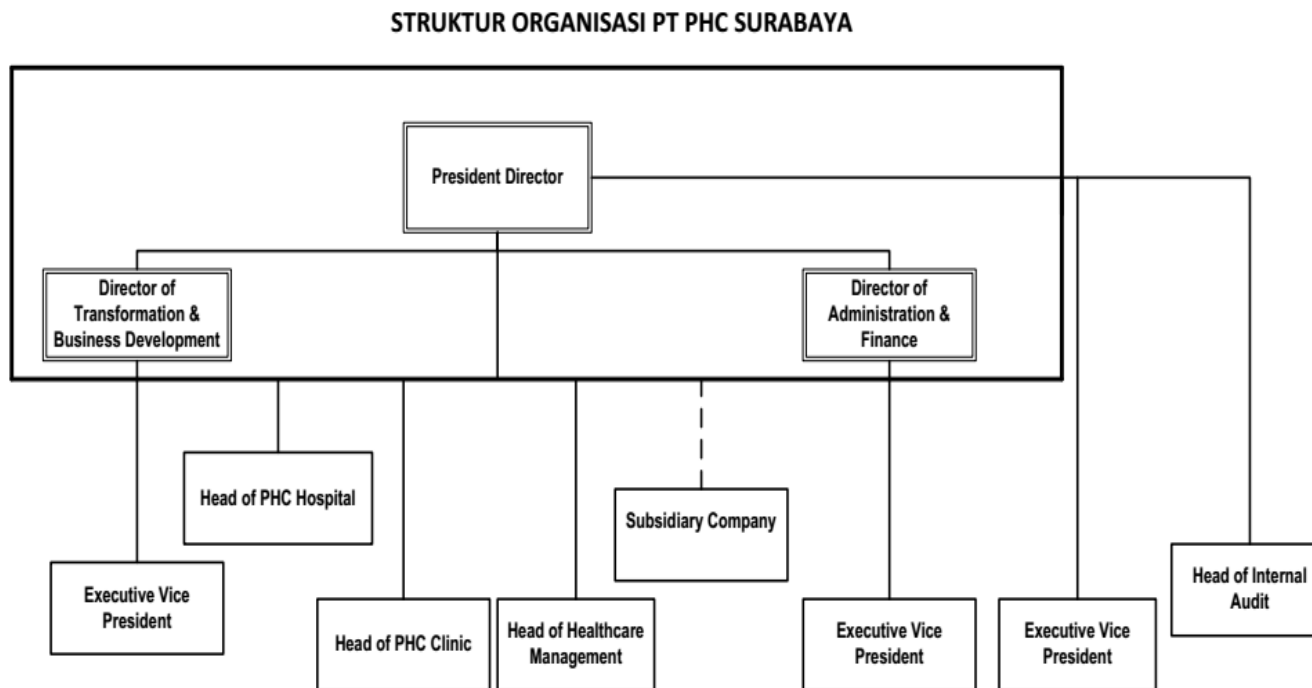 STRUKTUR ORGANISASI PT PHC SURABAYA
President Director
Director of
Transformation &
Business Development
Director of
Administration &
Finance
Head of PHC Hospital
Subsidiary Company
Executive Vice
President
Head of PHC Clinic
Head of Healthcare
Management
Executive Vice
President
Executive Vice
President
Head of Internal
Audit